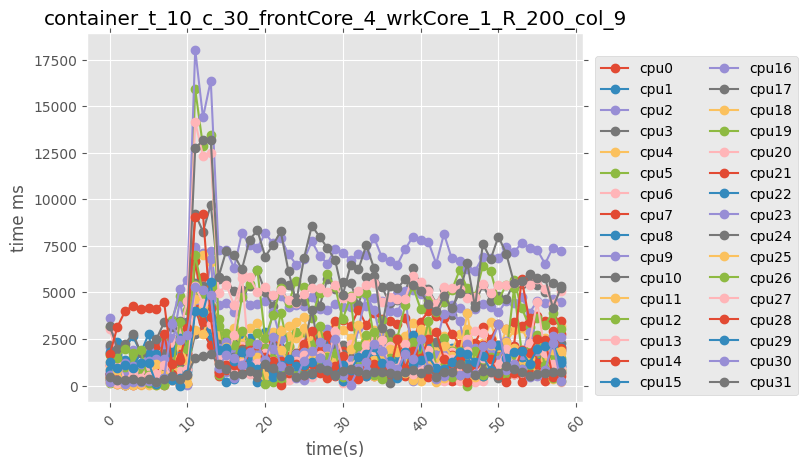 container_t_10_c_30_frontCore_4_wrkCore_1_R_200_col_9
time ms
17500
15000
12500
10000
7500
5000
2500
0
0
10
20
30
40
50
60
time(s)
cpu0
cpu1
cpu2
cpu3
cpu4
cpu5
cpu6
cpu7
cpu8
cpu9
cpu10
cpu11
cpu12
cpu13
cpu14
cpu15
cpu16
cpu17
cpu18
cpu19
cpu20
cpu21
cpu22
cpu23
cpu24
cpu25
cpu26
cpu27
cpu28
cpu29
cpu30
cpu31